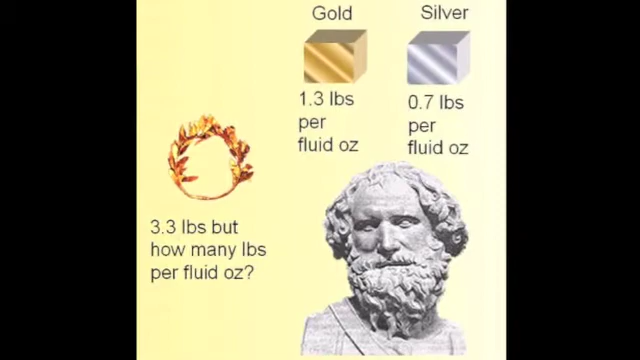 Gold
Silver
1.3 lbs
per
fluid oz
0.7 lbs
per
fluid oz
3.3 lbs but
how many lbs
per fluid oz?